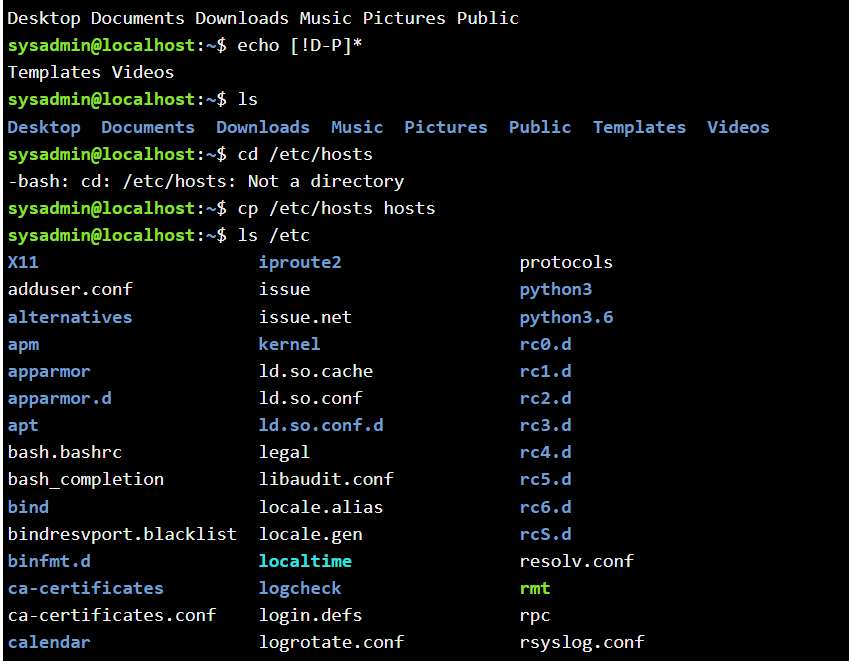 Desktop Documents Downloads Music Pictures Public
sysadmin@localhost:~$ echo [!D-P]*
Templates Videos
sysadmin@localhost:~$ ls
Desktop  Documents  Downloads  Music  Pictures  Public  Templates  Videos
sysadmin@localhost:~$ cd /etc/hosts
-bash: cd: /etc/hosts: Not a directory
sysadmin@localhost:~$ cp /etc/hosts hosts
sysadmin@localhost:~$ ls /etc
X11                     iproute2                 protocols
adduser.conf            issue                    python3
alternatives            issue.net                python3.6
apm                     kernel                   rc0.d
apparmor                ld.so.cache              rc1.d
apparmor.d              ld.so.conf               rc2.d
apt                     ld.so.conf.d             rc3.d
bash.bashrc             legal                    rc4.d
bash_completion         libaudit.conf            rc5.d
bind                    locale.alias             rc6.d
bindresvport.blacklist  locale.gen               rcS.d
binfmt.d                localtime                resolv.conf
ca-certificates         logcheck                 rmt
ca-certificates.conf    login.defs               rpc
calendar                logrotate.conf           rsyslog.conf